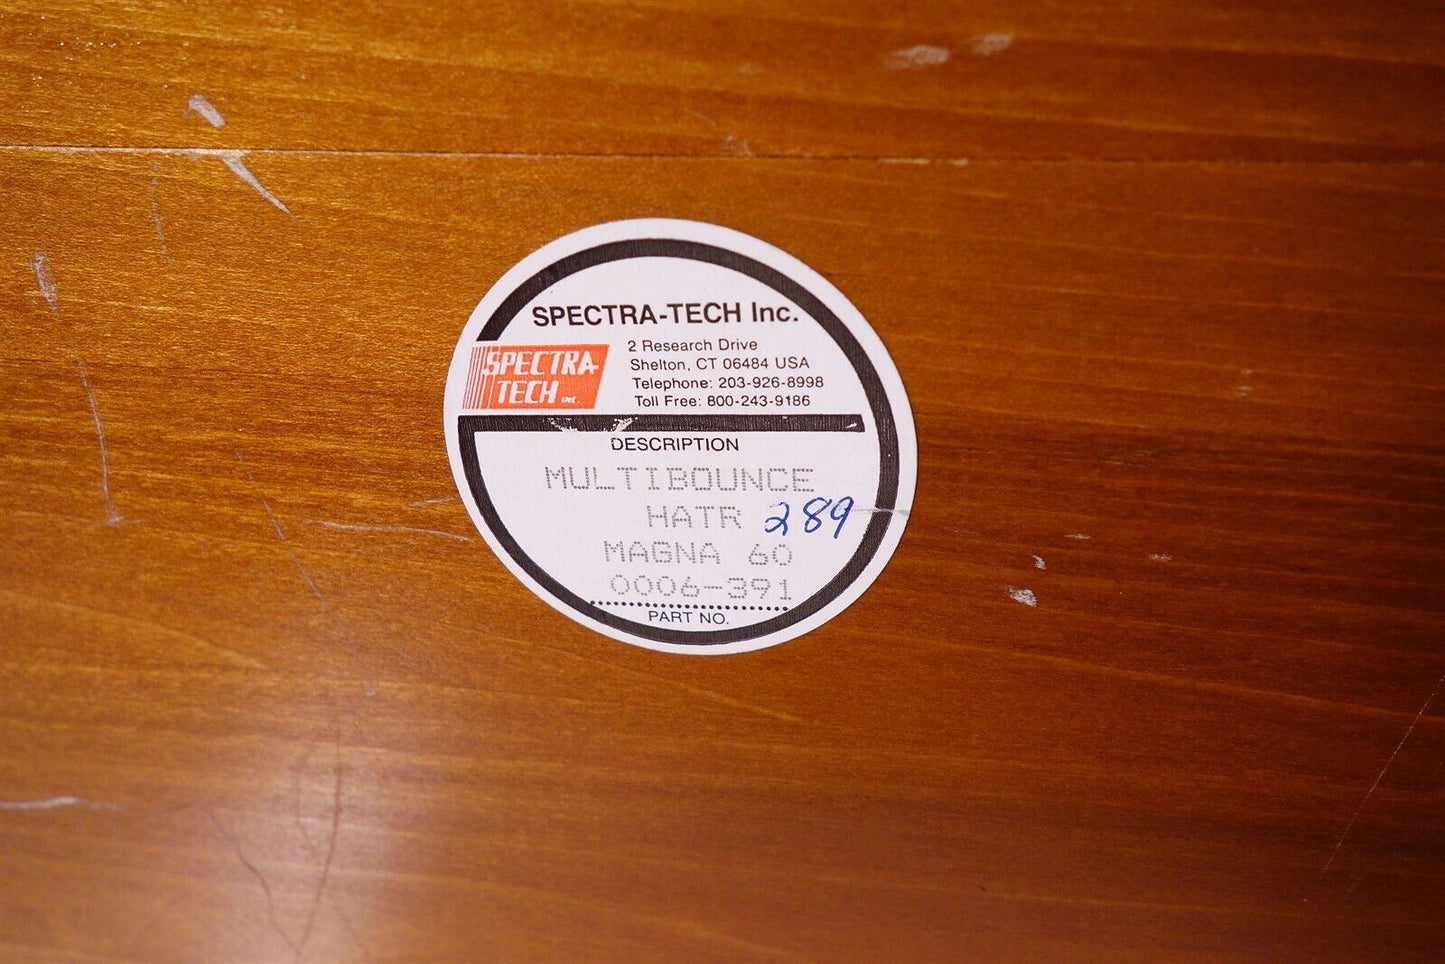 SPECTRA-TECH Inc.
SPECTRA-
TECH INC.
2 Research Drive
Shelton, CT 06484 USA
Telephone: 203-926-8998
Toll Free: 800-243-9186
DESCRIPTION
MULTIBOUNCE
HATR 289
MAGNA 60
0006-391
PART NO.